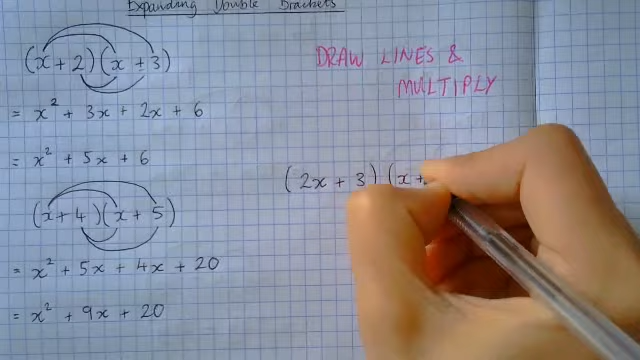 Expanding Double Brackets
(x + 2)(x + 3)
= x² + 3x + 2x + 6
= x² + 5x + 6
(x + 4)(x + 5)
= x² + 5x + 4x + 20
= x² + 9x + 20
DRAW LINES &
MULTIPLY
(2x + 3)(x +